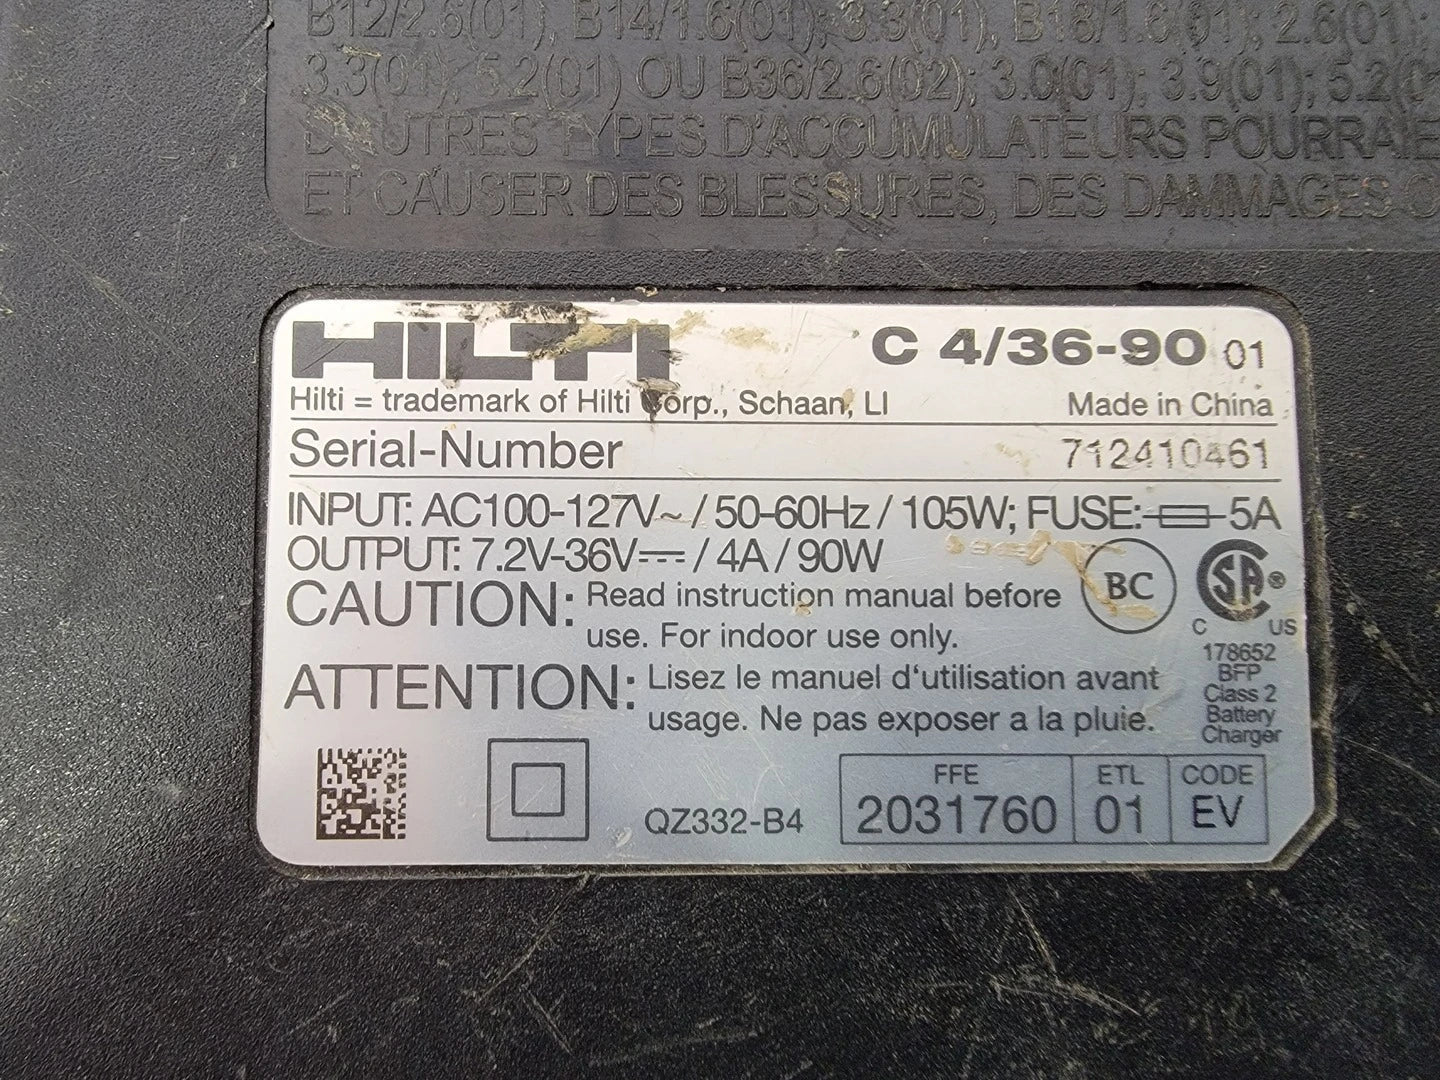 B12/2.6(01), B14/1.6(01); 3.3(01), B18/1.6(01); 2.6(01);
3.3(01); 5.2(01) OU B36/2.6(02); 3.0(01); 3.9(01); 5.2(0
D'AUTRES TYPES D'ACCUMULATEURS POURRAIE
ET CAUSER DES BLESSURES, DES DAMMAGES O
HILTI C 4/36-90 01
Hilti = trademark of Hilti Corp., Schaan, LI Made in China
Serial-Number 712410461
INPUT: AC100-127V~ / 50-60Hz / 105W; FUSE: 5A
OUTPUT: 7.2V-36V⎓ / 4A / 90W
CAUTION: Read instruction manual before
use. For indoor use only.
BC
CSA®
C US
ATTENTION: Lisez le manuel d'utilisation avant
usage. Ne pas exposer a la pluie.
178652
BFP
Class 2
Battery
Charger
QZ332-B4
FFE ETL CODE
2031760 01 EV